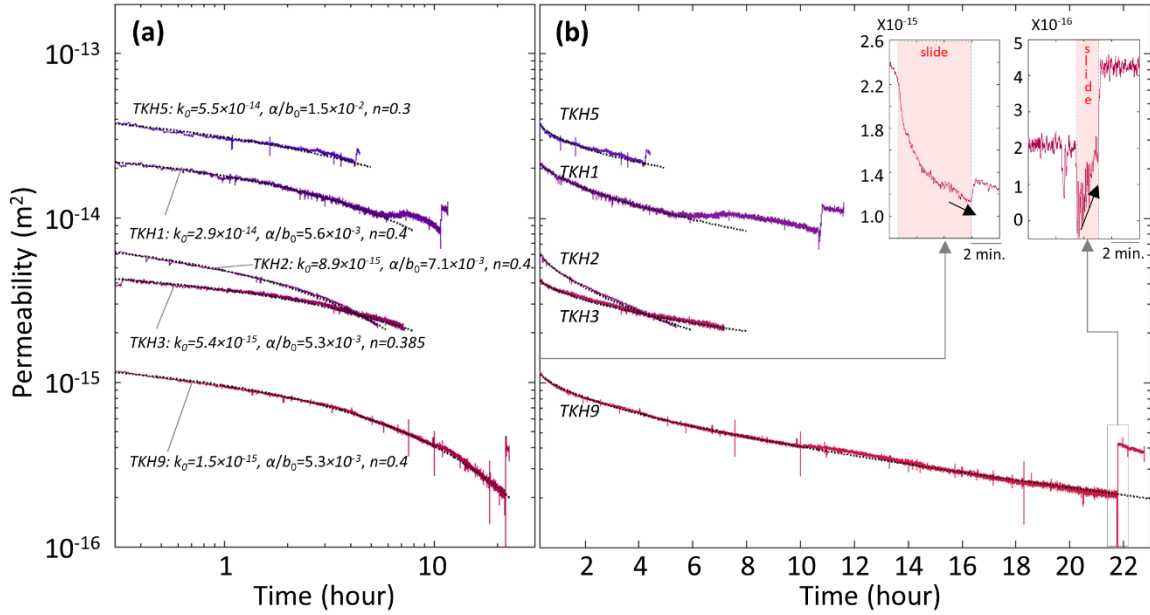 (a)
(b)
Permeability (m²)
10⁻¹³
10⁻¹⁴
10⁻¹⁵
10⁻¹⁶
TKH5: k₀=5.5×10⁻¹⁴, α/b₀=1.5×10⁻², n=0.3
TKH1: k₀=2.9×10⁻¹⁴, α/b₀=5.6×10⁻³, n=0.4
TKH2: k₀=8.9×10⁻¹⁵, α/b₀=7.1×10⁻³, n=0.4
TKH3: k₀=5.4×10⁻¹⁵, α/b₀=5.3×10⁻³, n=0.385
TKH9: k₀=1.5×10⁻¹⁵, α/b₀=5.3×10⁻³, n=0.4
1
10
Time (hour)
TKH5
TKH1
TKH2
TKH3
TKH9
X10⁻¹⁵
2.6
2.2
1.8
1.4
1.0
slide
2 min.
X10⁻¹⁶
5
4
3
2
1
0
slide
2 min.
2 4 6 8 10 12 14 16 18 20 22
Time (hour)